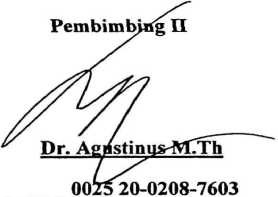 Pembimbing II
Dr. Agustinus M.Th
0025 20-0208-7603